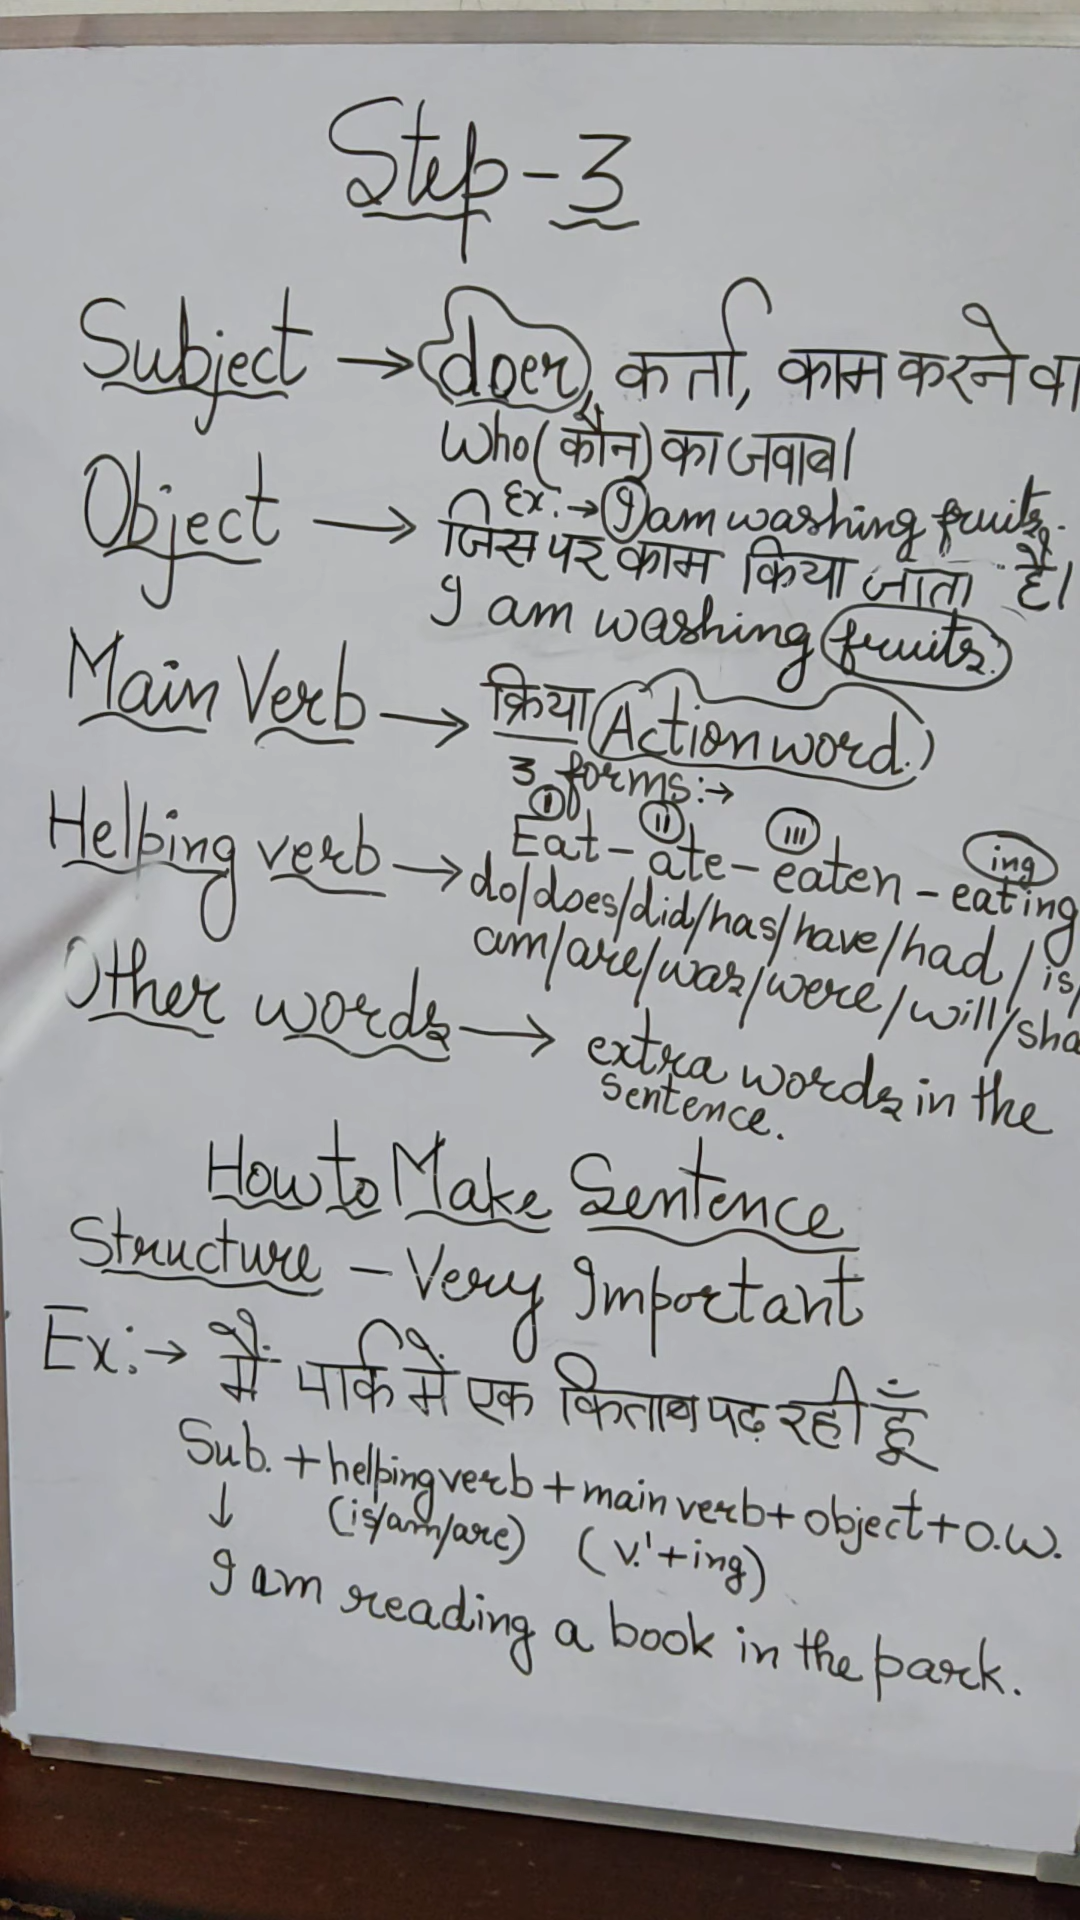 Step-3
Subject → doer, कर्ता, काम करने वा
Who (कौन) का जवाब।
Ex:→ I am washing fruits.
Object → जिस पर काम किया जाता है।
I am washing fruits.
Main Verb → क्रिया Action word.
3 forms:→
I II III ing
Eat - ate - eaten - eating
Helping verb → do/does/did/has/have/had/is/
am/are/was/were/will/sha
Other words → extra words in the
sentence.
How to Make Sentence
Structure - Very Important
Ex:→ मैं पार्क में एक किताब पढ़ रही हूँ
Sub. + helping verb + main verb + object + o.w.
↓ (is/am/are) (v.¹+ing)
I am reading a book in the park.